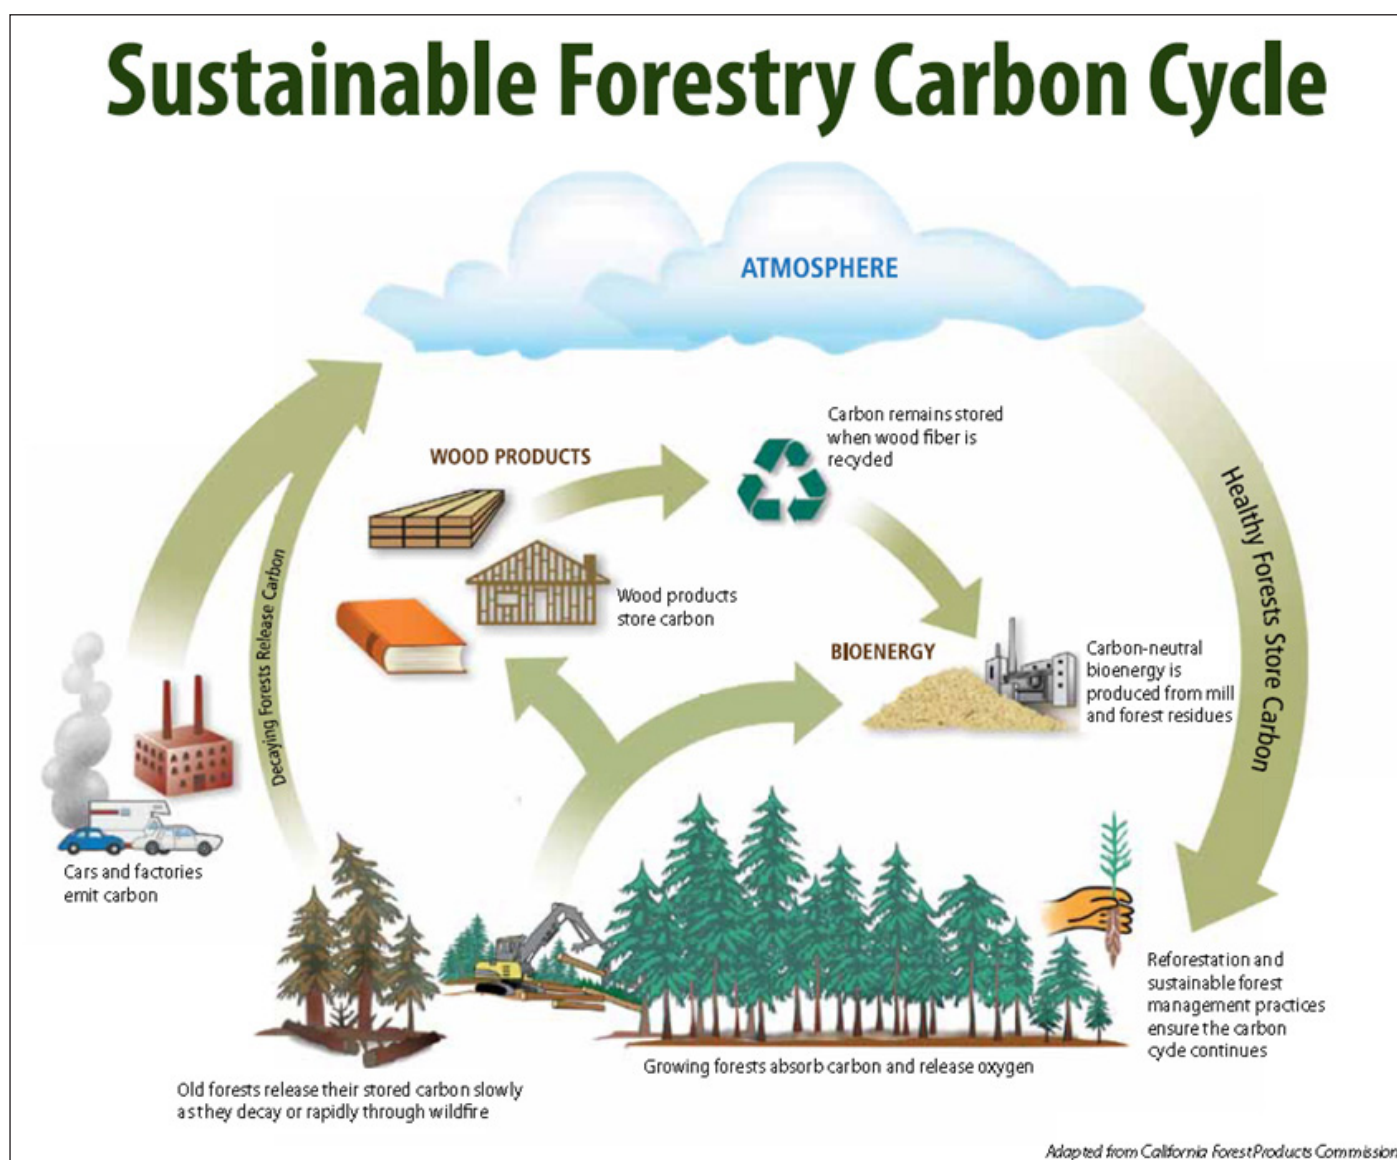 Sustainable Forestry Carbon Cycle
ATMOSPHERE
Carbon remains stored
when wood fiber is
recycled
WOOD PRODUCTS
Wood products
store carbon
BIOENERGY
Carbon-neutral
bioenergy is
produced from mill
and forest residues
Healthy Forests Store Carbon
Decaying Forests Release Carbon
Cars and factories
emit carbon
Reforestation and
sustainable forest
management practices
ensure the carbon
cycle continues
Growing forests absorb carbon and release oxygen
Old forests release their stored carbon slowly
as they decay or rapidly through wildfire
Adapted from California Forest Products Commission